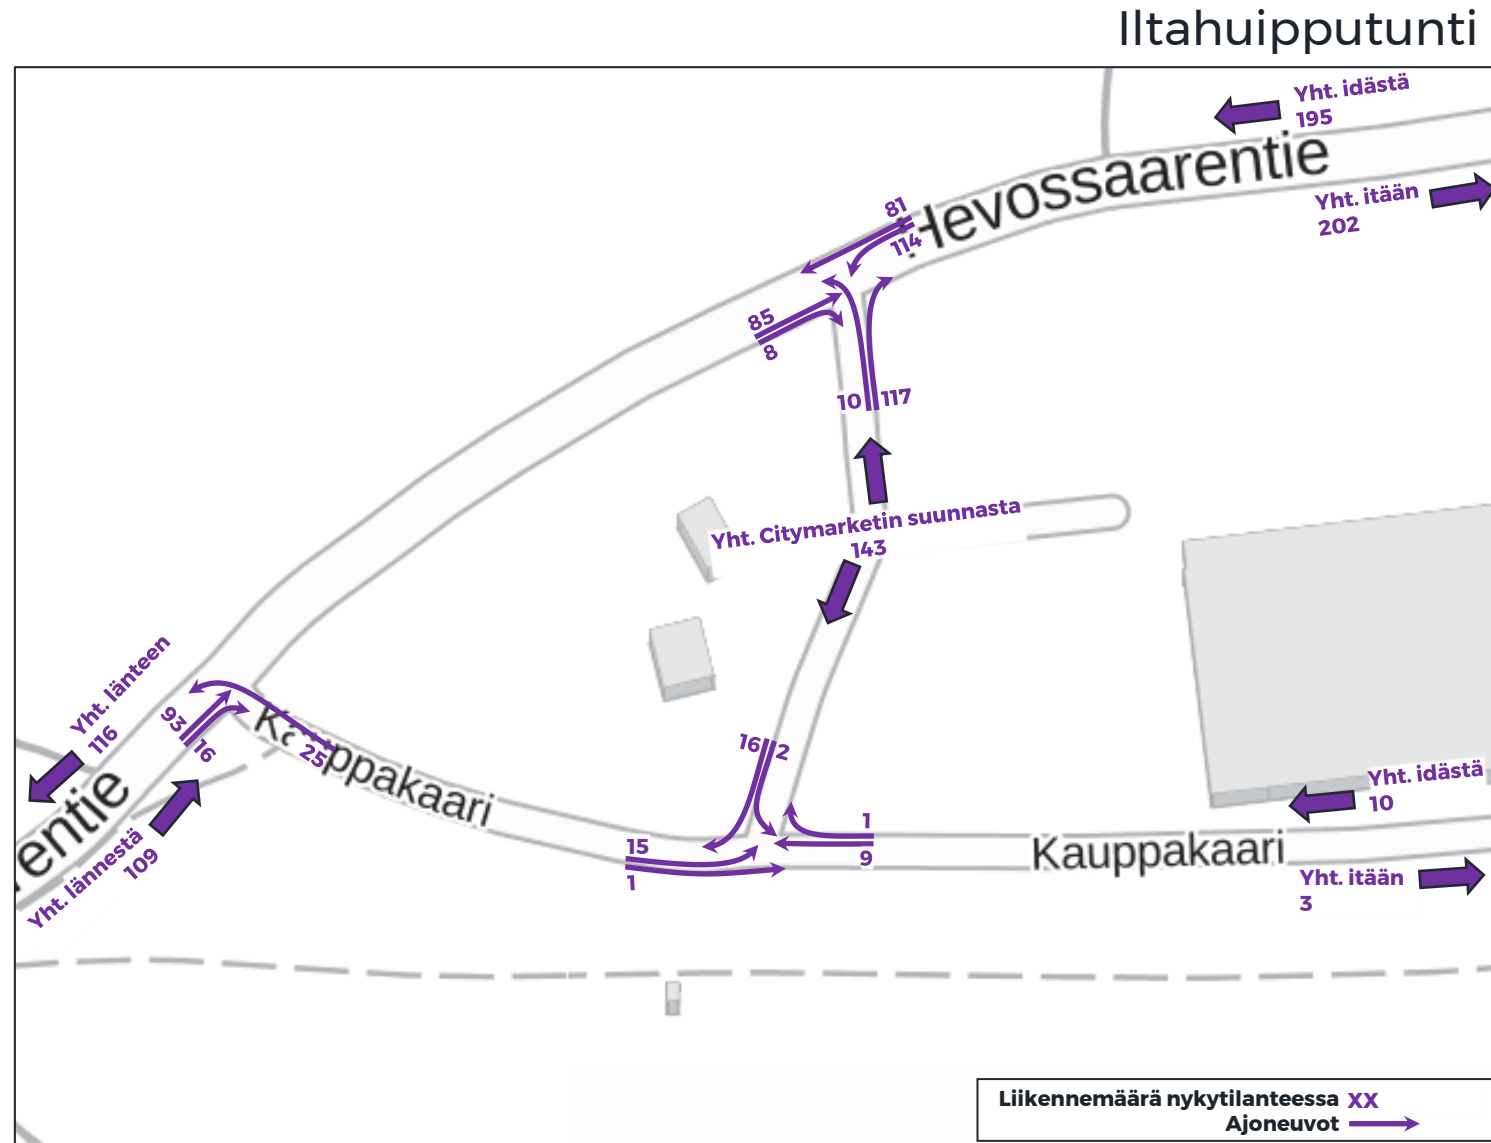 Iltahuipputunti
Yht. idästä
195
Hevossaarentie
Yht. itään
202
81
114
85
8
10
117
Yht. Citymarketin suunnasta
143
Yht. länteen
116
93
16
25
Kauppakaari
entie
Yht. lännestä
109
16
2
15
1
1
9
Yht. idästä
10
Kauppakaari
Yht. itään
3
Liikennemäärä nykytilanteessa XX
Ajoneuvot